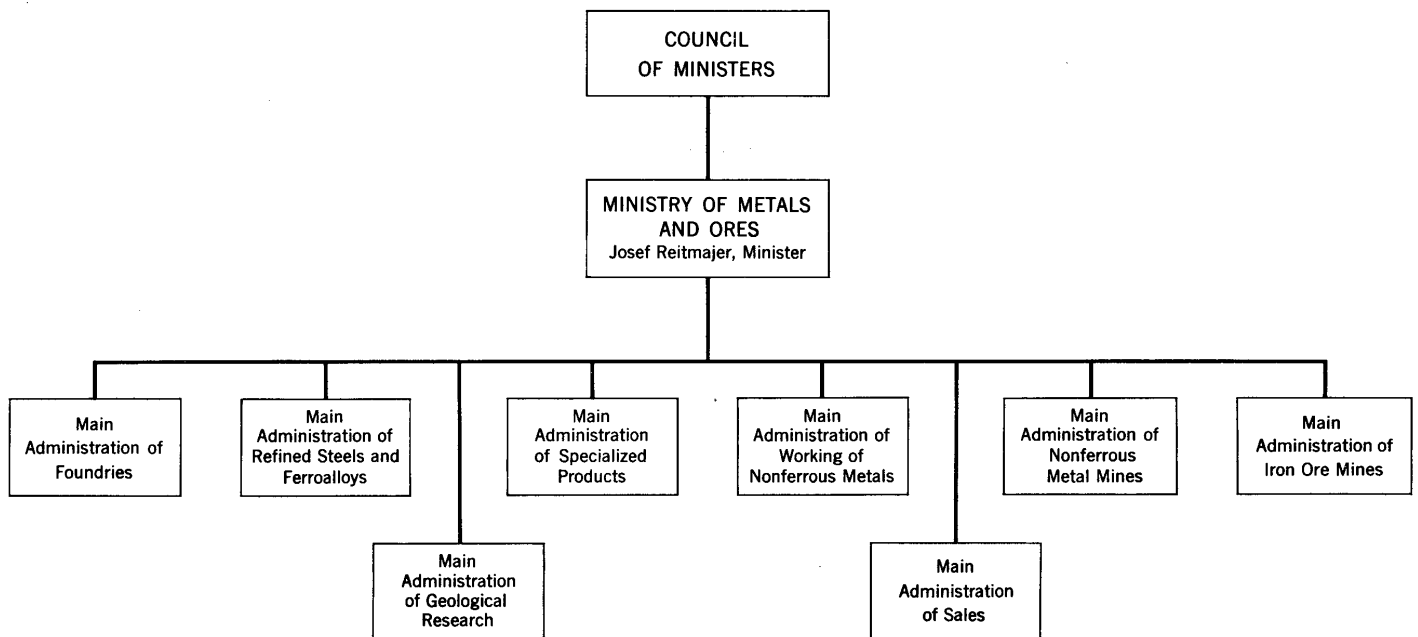 COUNCIL
OF MINISTERS
MINISTRY OF METALS
AND ORES
Josef Reitmajer, Minister
Main
Administration of
Foundries
Main
Administration of
Refined Steels and
Ferroalloys
Main
Administration
of Specialized
Products
Main
Administration of
Working of
Nonferrous Metals
Main
Administration of
Nonferrous
Metal Mines
Main
Administration of
Iron Ore Mines
Main
Administration
of Geological
Research
Main
Administration
of Sales